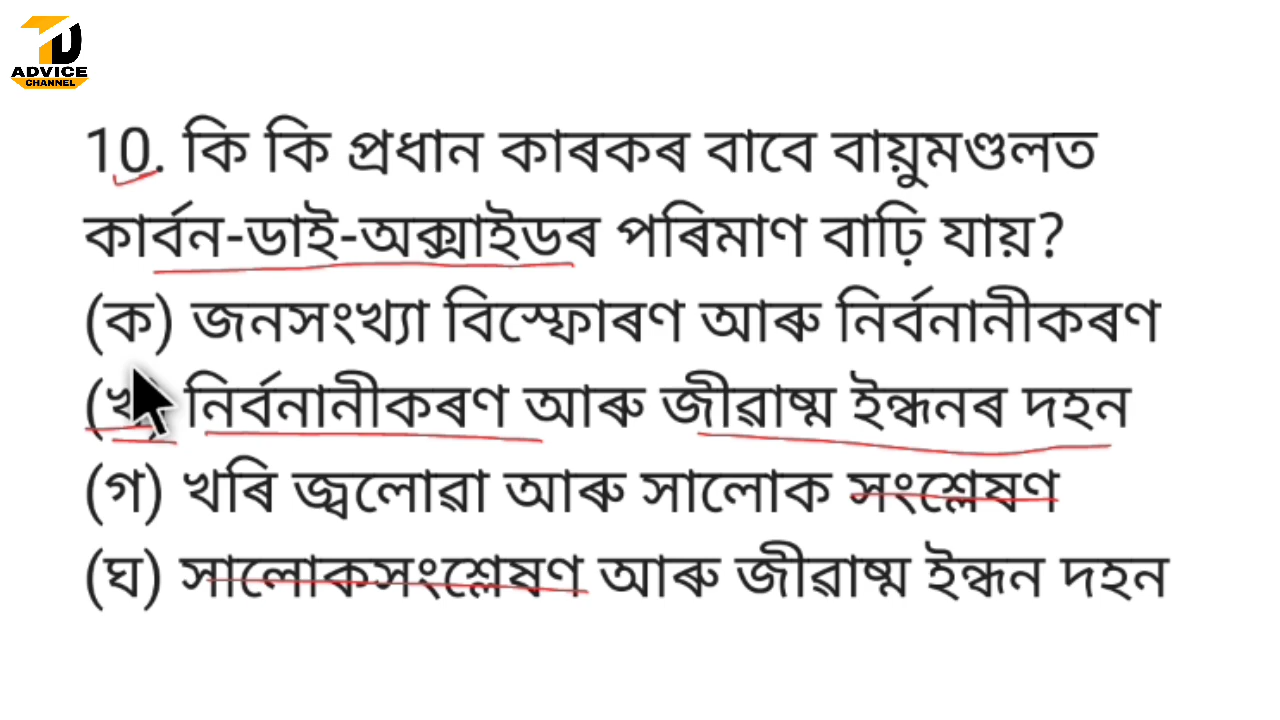 TD
ADVICE
CHANNEL
10. কি কি প্ৰধান কাৰকৰ বাবে বায়ুমণ্ডলত
কাৰ্বন-ডাই-অক্সাইডৰ পৰিমাণ বাঢ়ি যায়?
(ক) জনসংখ্যা বিস্ফোৰণ আৰু নিৰ্বনানীকৰণ
(খ) নিৰ্বনানীকৰণ আৰু জীৱাষ্ম ইন্ধনৰ দহন
(গ) খৰি জ্বলোৱা আৰু সালোক সংশ্লেষণ
(ঘ) সালোকসংশ্লেষণ আৰু জীৱাষ্ম ইন্ধন দহন